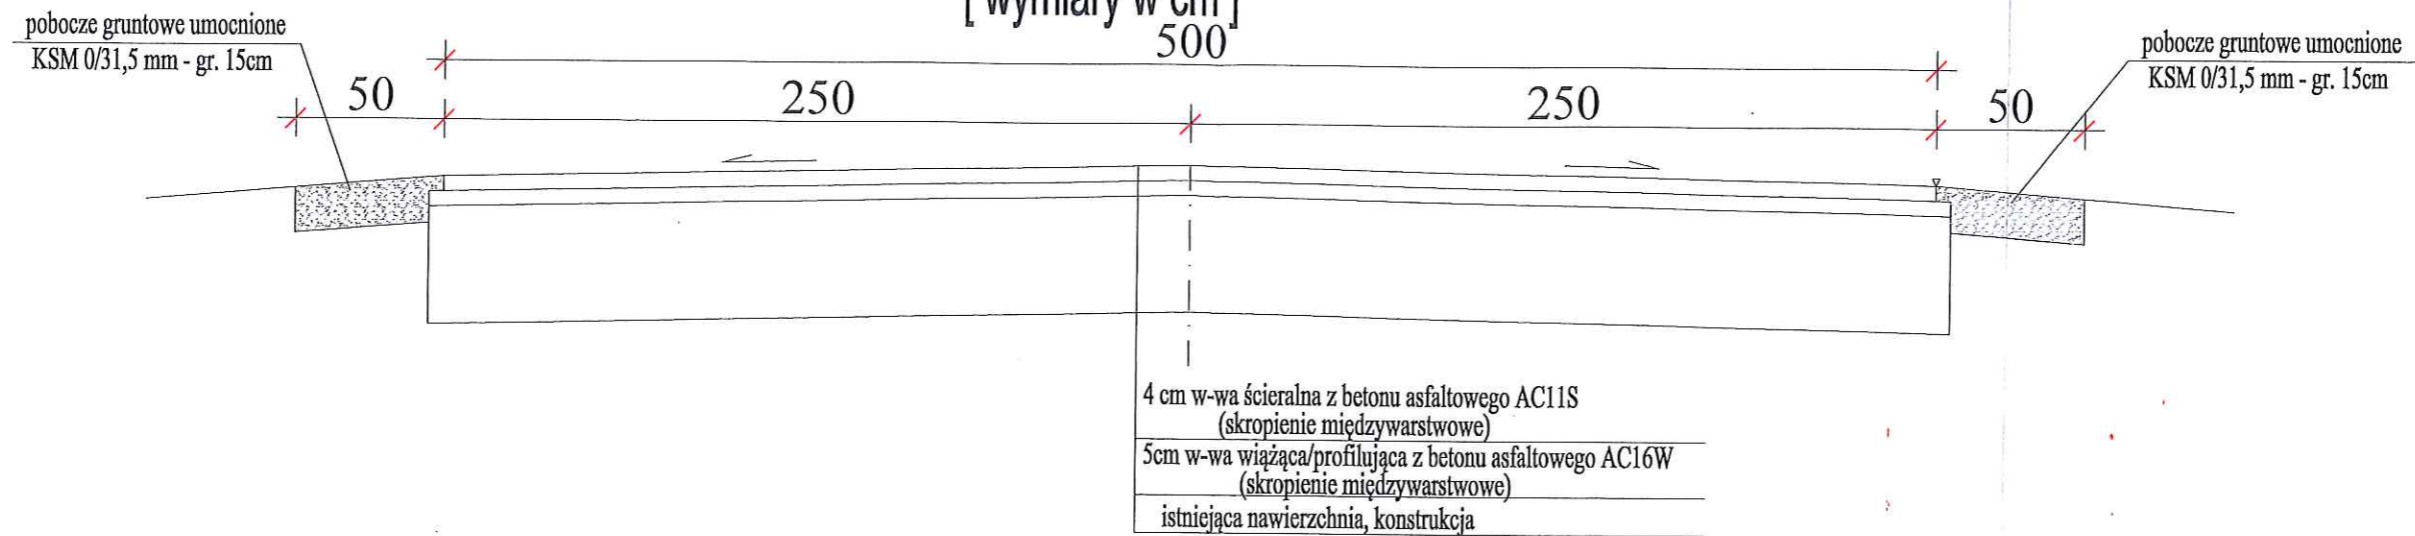 [ wymiary w cm ]
pobocze gruntowe umocnione
KSM 0/31,5 mm - gr. 15cm
500
pobocze gruntowe umocnione
KSM 0/31,5 mm - gr. 15cm
50
250
250
50
4 cm w-wa ścieralna z betonu asfaltowego AC11S
(skropienie międzywarstwowe)
5cm w-wa wiążąca/profilująca z betonu asfaltowego AC16W
(skropienie międzywarstwowe)
istniejąca nawierzchnia, konstrukcja